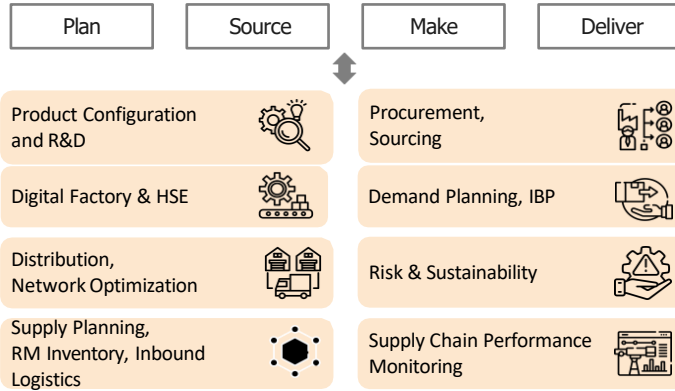 Plan
Source
Make
Deliver
Product Configuration
and R&D
Procurement,
Sourcing
Digital Factory & HSE
Demand Planning, IBP
Distribution,
Network Optimization
Risk & Sustainability
Supply Planning,
RM Inventory, Inbound
Logistics
Supply Chain Performance
Monitoring